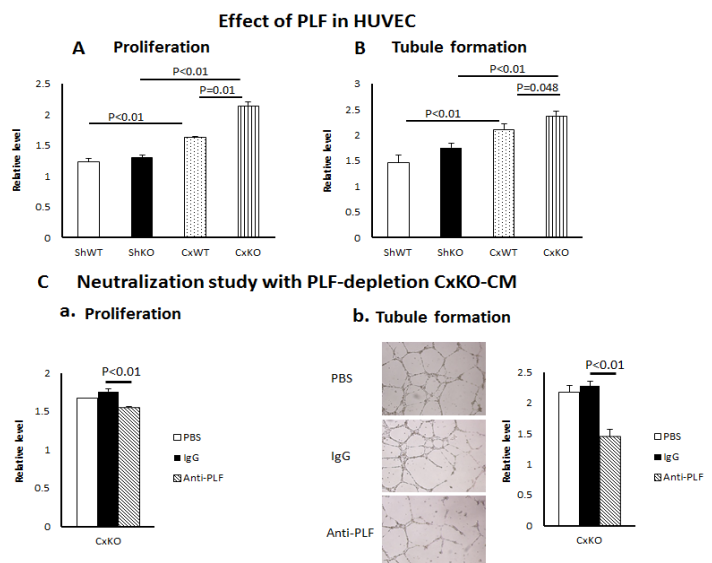 Effect of PLF in HUVEC
A Proliferation
P<0.01
P=0.01
P<0.01
Relative level
2.5
2
1.5
1
0.5
0
ShWT ShKO CxWT CxKO
B Tubule formation
P<0.01
P=0.048
P<0.01
Relative level
3
2.5
2
1.5
1
0.5
0
ShWT ShKO CxWT CxKO
C Neutralization study with PLF-depletion CxKO-CM
a. Proliferation
P<0.01
Relative level
2
1.5
1
0.5
0
CxKO
PBS
IgG
Anti-PLF
b. Tubule formation
PBS
IgG
Anti-PLF
P<0.01
Relative level
2.5
2
1.5
1
0.5
0
CxKO
PBS
IgG
Anti-PLF